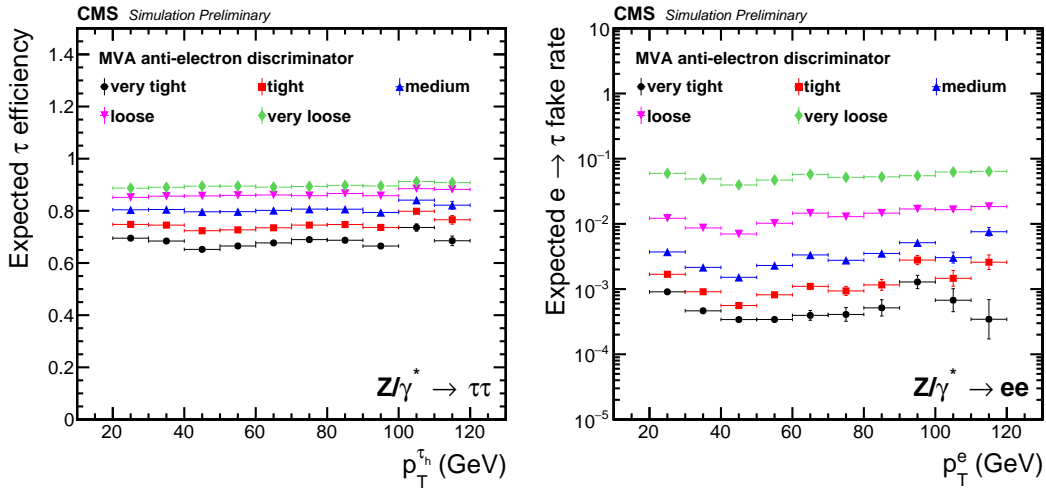 CMS Simulation Preliminary
Expected τ efficiency
1.4
1.2
1
0.8
0.6
0.4
0.2
0
MVA anti-electron discriminator
very tight tight medium
loose very loose
Z/γ* → ττ
20 40 60 80 100 120
p_T^{τ_h} (GeV)
CMS Simulation Preliminary
Expected e → τ fake rate
10
1
10⁻¹
10⁻²
10⁻³
10⁻⁴
10⁻⁵
MVA anti-electron discriminator
very tight tight medium
loose very loose
Z/γ* → ee
20 40 60 80 100 120
p_T^e (GeV)